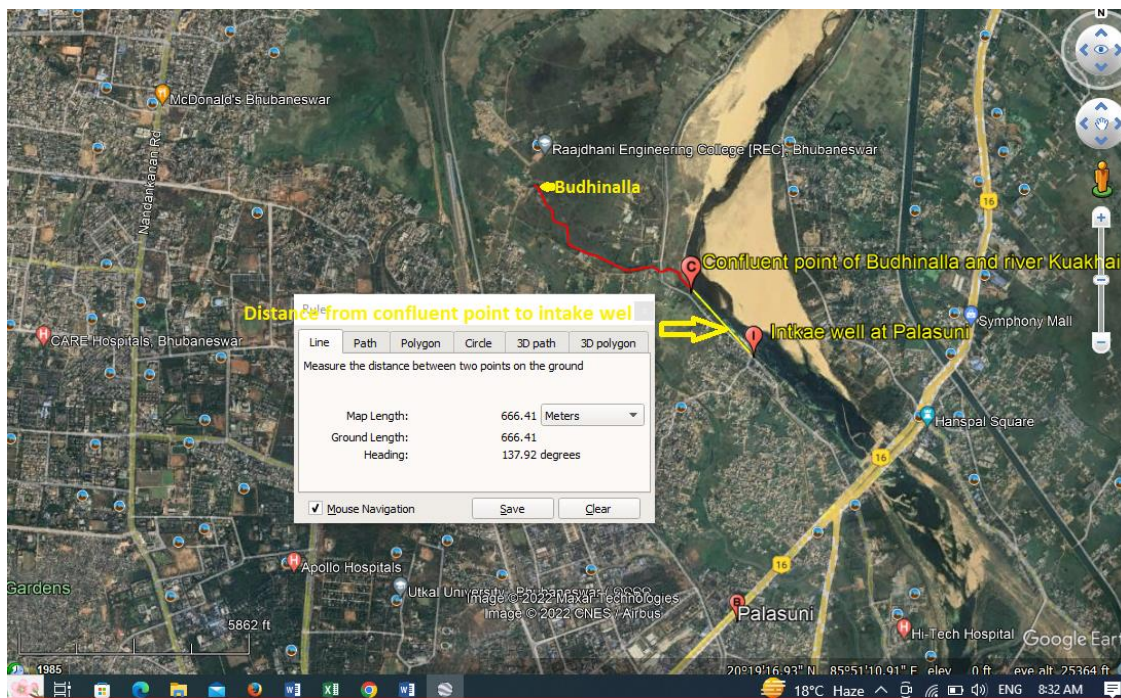 N
McDonald's Bhubaneswar
Nandankanan Rd
Raajdhani Engineering College [REC], Bhubaneswar
Budhinalla
16
Confluent point of Budhinalla and river Kuakhai
C
Distance from confluent point to intake wel
Intkae well at Palasuni
I
Symphony Mall
CARE Hospitals, Bhubaneswar
Line
Path
Polygon
Circle
3D path
3D polygon
Measure the distance between two points on the ground
Map Length:
666.41
Meters
Ground Length:
666.41
Heading:
137.92 degrees
Mouse Navigation
Save
Clear
Hanspal Square
16
Apollo Hospitals
16
Gardens
Utkal University
Image © 2022 Maxar Technologies
Image © 2022 CNES / Airbus
Palasuni
5862 ft
Hi-Tech Hospital
Google Eart
1985
20°19'16.93" N 85°51'10.91" E elev 0 ft eye alt 25364 ft
18°C Haze
ENG
8:32 AM